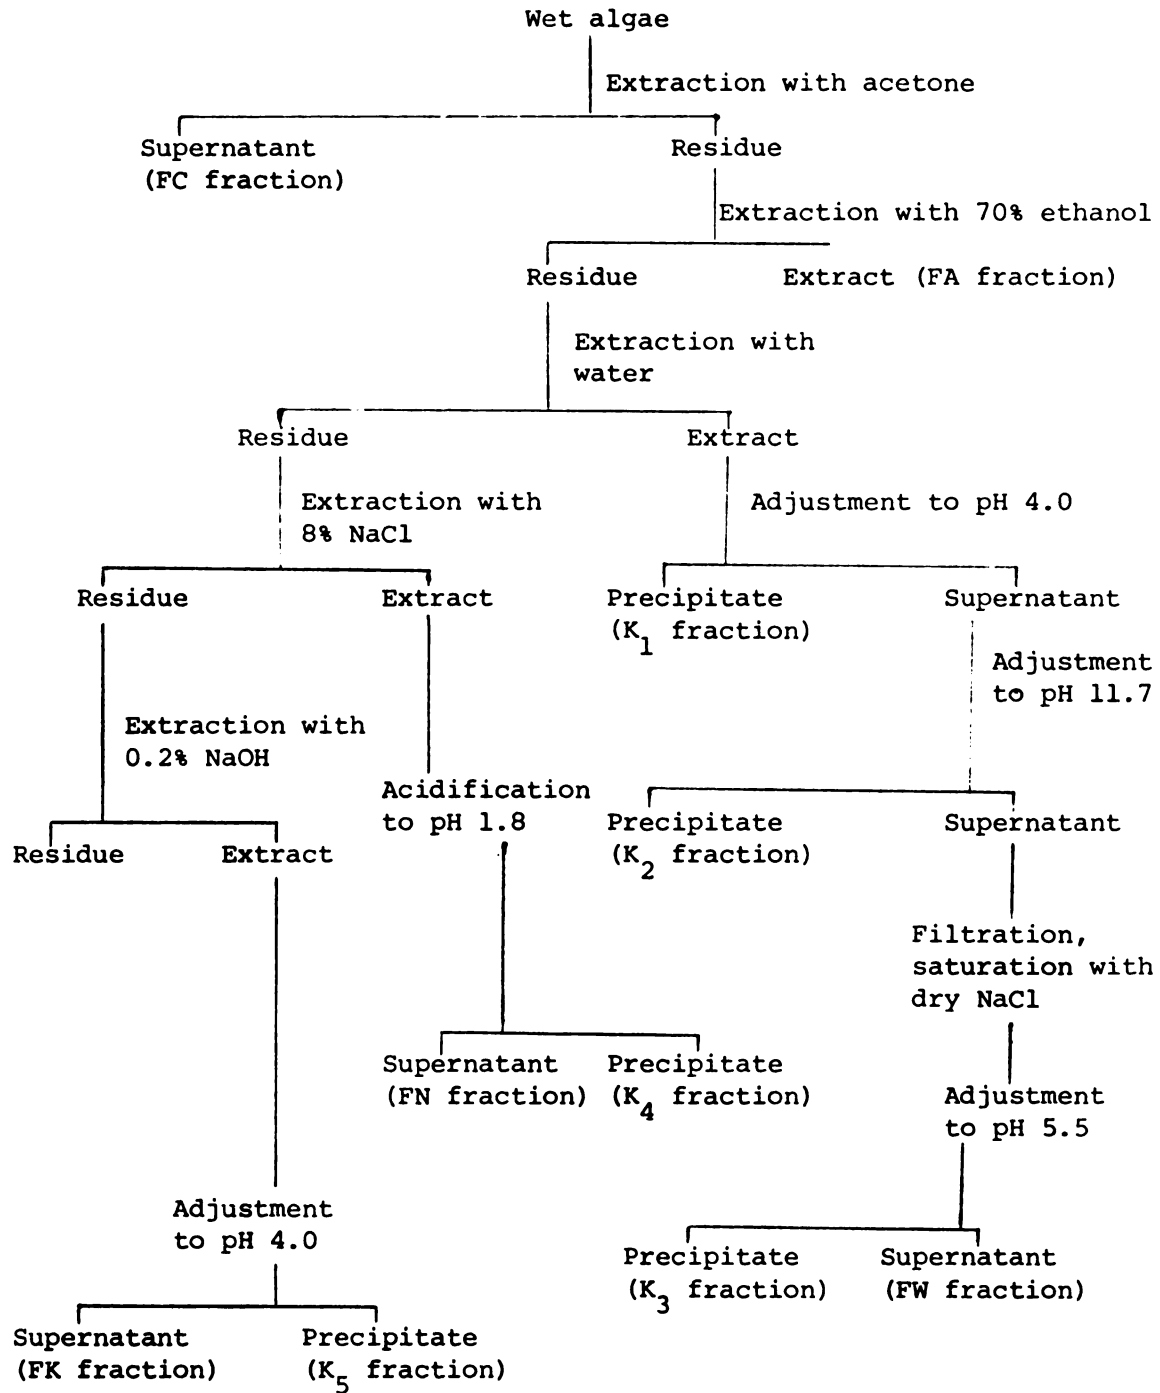 Wet algae
Extraction with acetone
Supernatant
(FC fraction)
Residue
Extraction with 70% ethanol
Residue
Extract (FA fraction)
Extraction with
water
Residue
Extract
Extraction with
8% NaCl
Adjustment to pH 4.0
Residue
Extract
Precipitate
(K1 fraction)
Supernatant
Adjustment
to pH 11.7
Extraction with
0.2% NaOH
Acidification
to pH 1.8
Precipitate
(K2 fraction)
Supernatant
Residue
Extract
Filtration,
saturation with
dry NaCl
Supernatant
(FN fraction)
Precipitate
(K4 fraction)
Adjustment
to pH 5.5
Adjustment
to pH 4.0
Precipitate
(K3 fraction)
Supernatant
(FW fraction)
Supernatant
(FK fraction)
Precipitate
(K5 fraction)